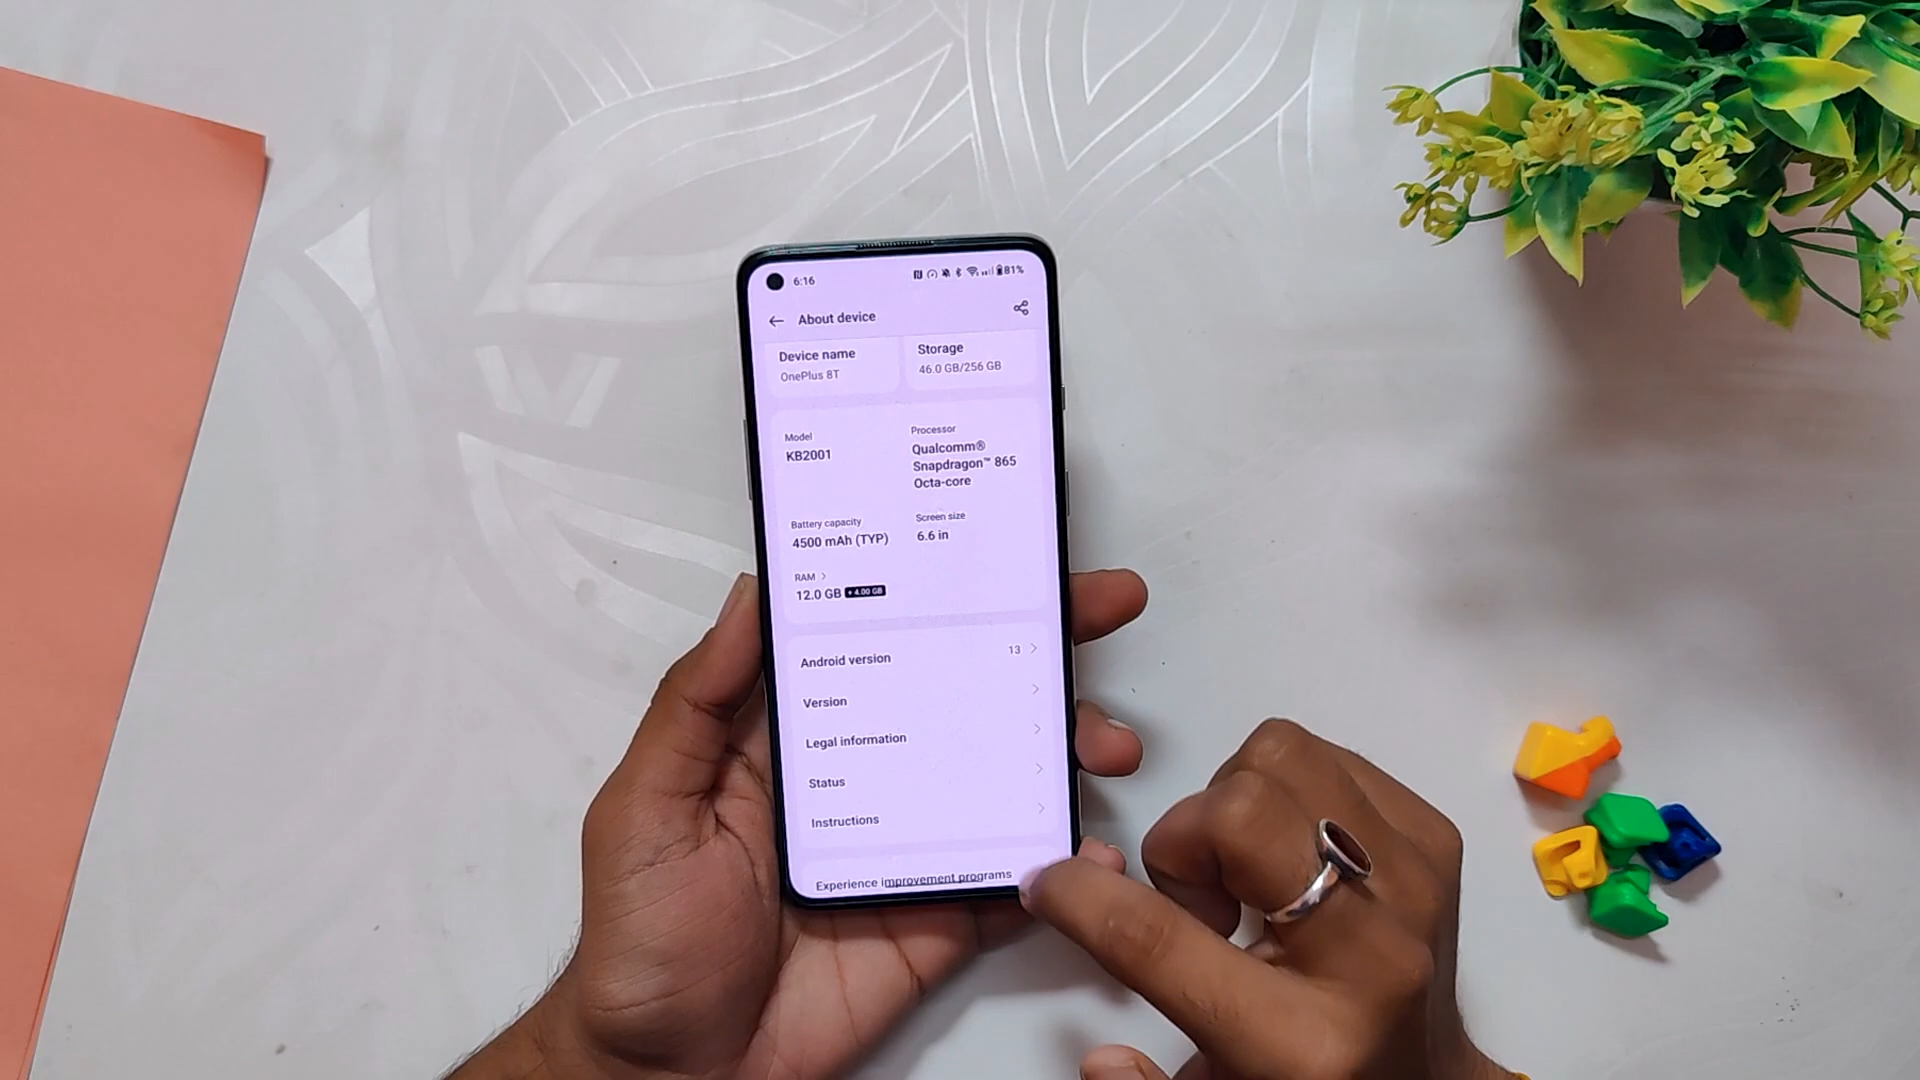 6:16
81%
About device
Device name
OnePlus 8T
Storage
46.0 GB/256 GB
Model
KB2001
Processor
Qualcomm®
Snapdragon™ 865
Octa-core
Battery capacity
4500 mAh (TYP)
Screen size
6.6 in
RAM
12.0 GB + 4.00 GB
Android version
13
Version
Legal information
Status
Instructions
Experience improvement programs